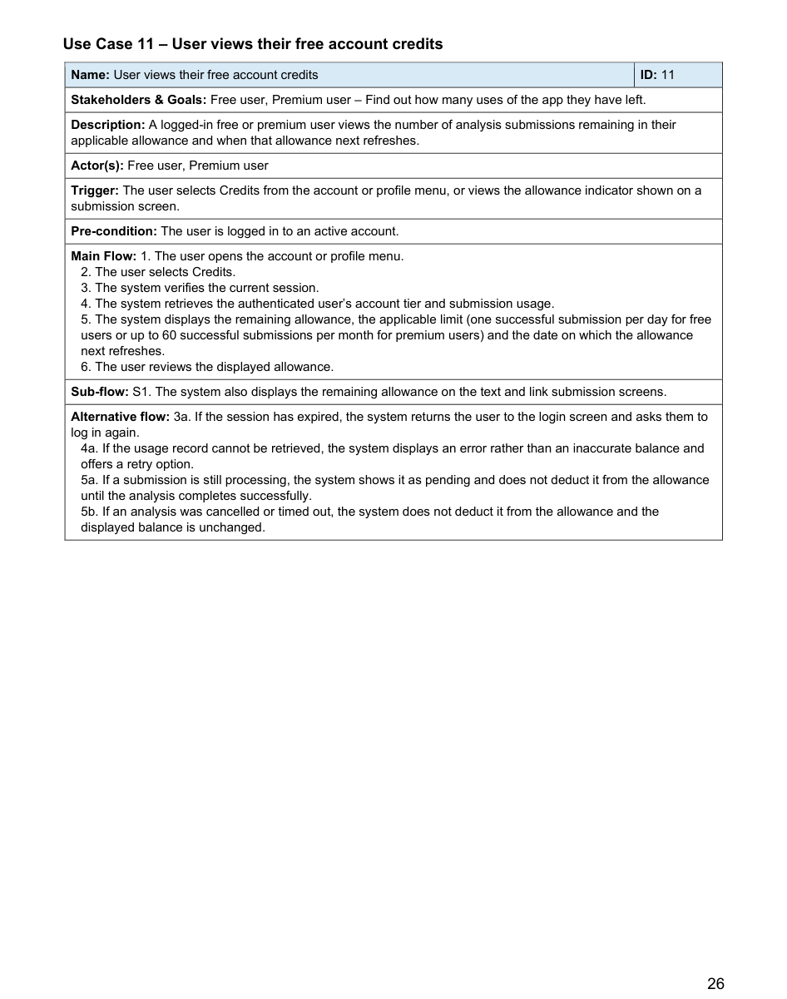 Use Case 11 – User views their free account credits
Name: User views their free account credits ID: 11
Stakeholders & Goals: Free user, Premium user – Find out how many uses of the app they have left.
Description: A logged-in free or premium user views the number of analysis submissions remaining in their
applicable allowance and when that allowance next refreshes.
Actor(s): Free user, Premium user
Trigger: The user selects Credits from the account or profile menu, or views the allowance indicator shown on a
submission screen.
Pre-condition: The user is logged in to an active account.
Main Flow: 1. The user opens the account or profile menu.
2. The user selects Credits.
3. The system verifies the current session.
4. The system retrieves the authenticated user’s account tier and submission usage.
5. The system displays the remaining allowance, the applicable limit (one successful submission per day for free
users or up to 60 successful submissions per month for premium users) and the date on which the allowance
next refreshes.
6. The user reviews the displayed allowance.
Sub-flow: S1. The system also displays the remaining allowance on the text and link submission screens.
Alternative flow: 3a. If the session has expired, the system returns the user to the login screen and asks them to
log in again.
4a. If the usage record cannot be retrieved, the system displays an error rather than an inaccurate balance and
offers a retry option.
5a. If a submission is still processing, the system shows it as pending and does not deduct it from the allowance
until the analysis completes successfully.
5b. If an analysis was cancelled or timed out, the system does not deduct it from the allowance and the
displayed balance is unchanged.
26